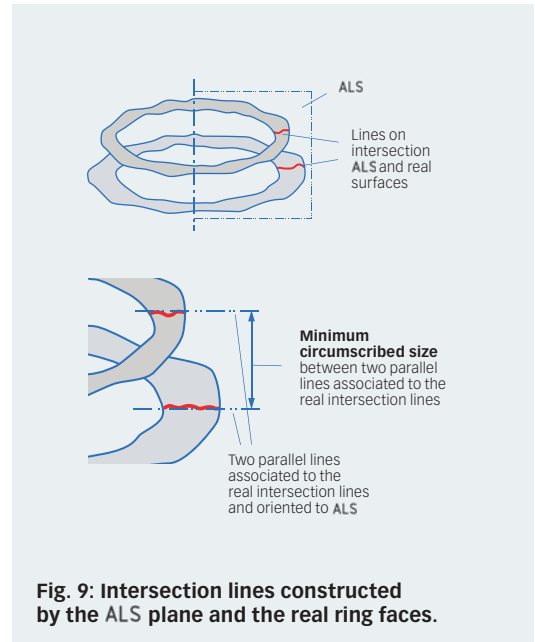 ALS
Lines on
intersection
ALS and real
surfaces
Minimum
circumscribed size
between two parallel
lines associated to the
real intersection lines
Two parallel lines
associated to the
real intersection lines
and oriented to ALS
Fig. 9: Intersection lines constructed
by the ALS plane and the real ring faces.